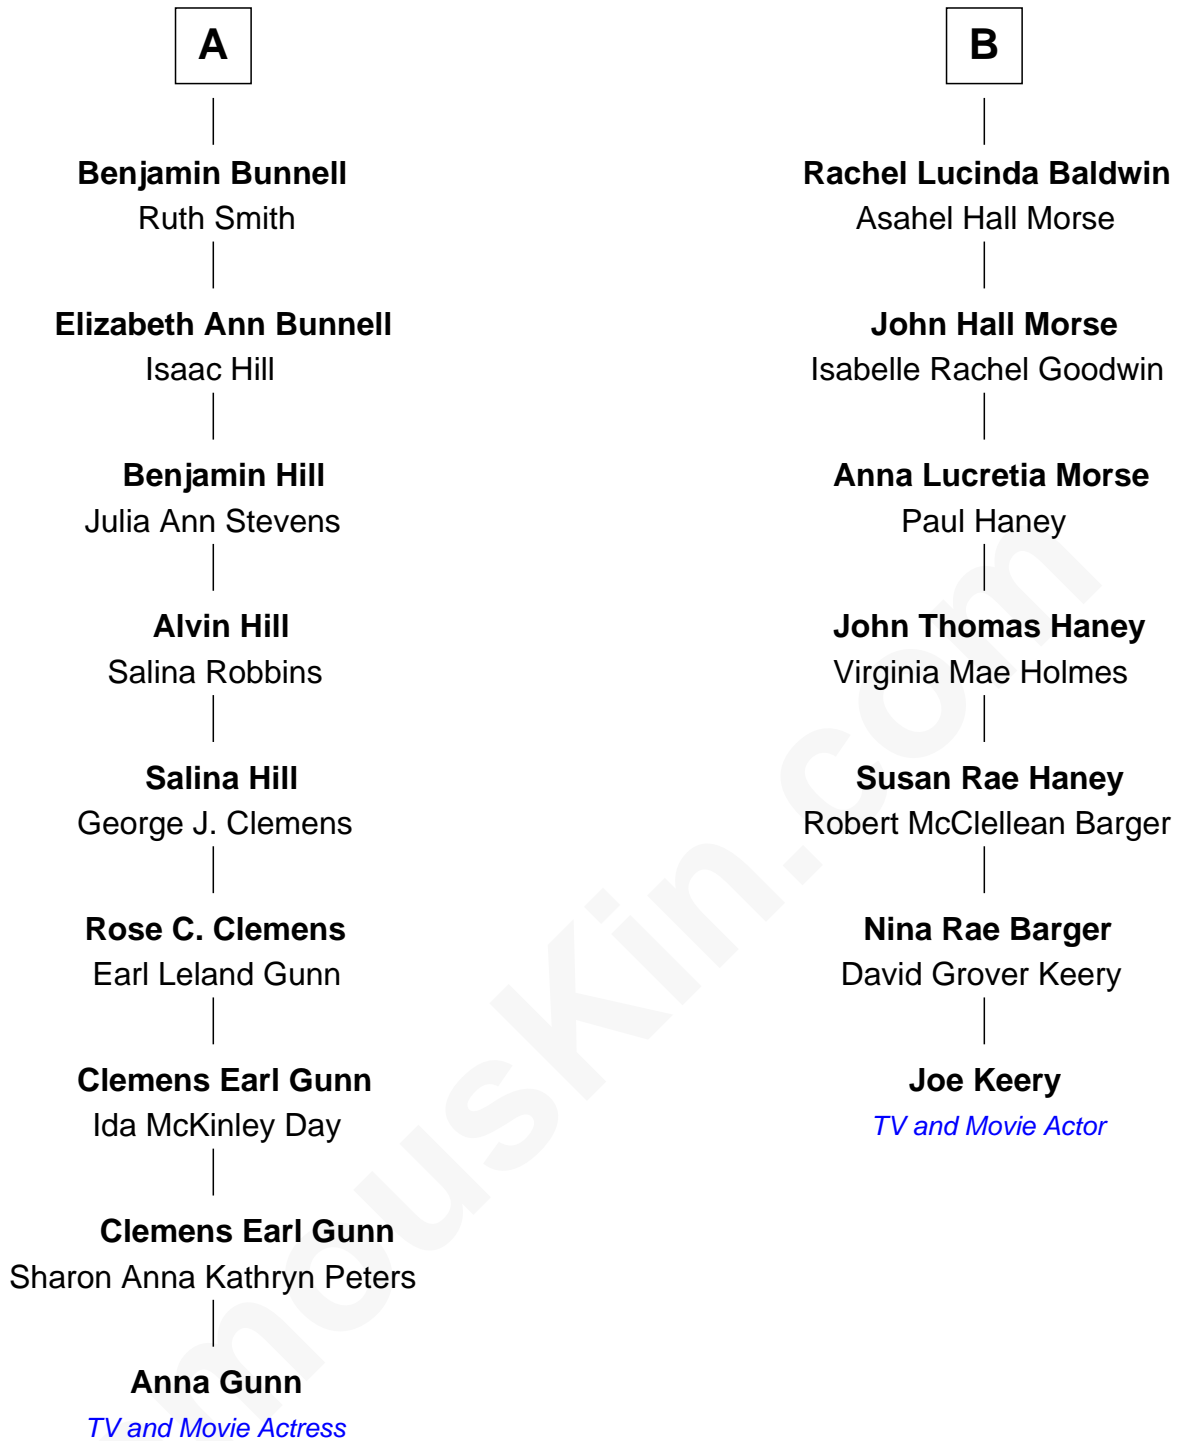 A
Benjamin Bunnell
Ruth Smith
Elizabeth Ann Bunnell
Isaac Hill
Benjamin Hill
Julia Ann Stevens
Alvin Hill
Salina Robbins
Salina Hill
George J. Clemens
Rose C. Clemens
Earl Leland Gunn
Clemens Earl Gunn
Ida McKinley Day
Clemens Earl Gunn
Sharon Anna Kathryn Peters
Anna Gunn
TV and Movie Actress
B
Rachel Lucinda Baldwin
Asahel Hall Morse
John Hall Morse
Isabelle Rachel Goodwin
Anna Lucretia Morse
Paul Haney
John Thomas Haney
Virginia Mae Holmes
Susan Rae Haney
Robert McClellean Barger
Nina Rae Barger
David Grover Keery
Joe Keery
TV and Movie Actor
mousKin.com